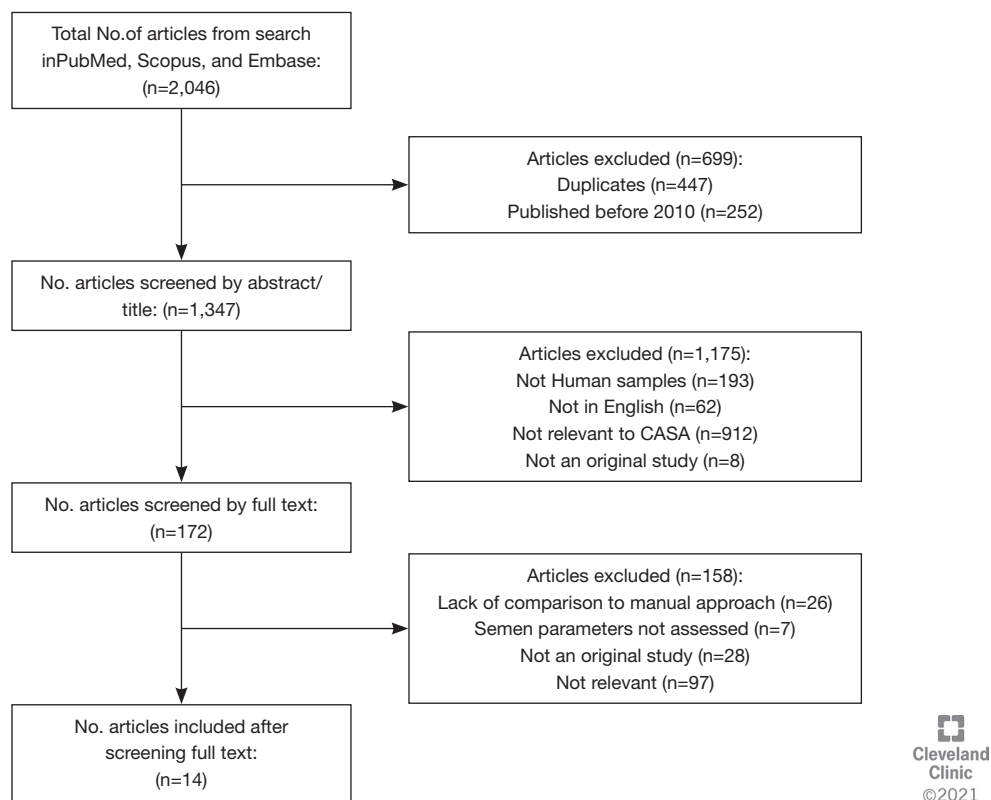 Total No.of articles from search
inPubMed, Scopus, and Embase:
(n=2,046)
Articles excluded (n=699):
Duplicates (n=447)
Published before 2010 (n=252)
No. articles screened by abstract/
title: (n=1,347)
Articles excluded (n=1,175):
Not Human samples (n=193)
Not in English (n=62)
Not relevant to CASA (n=912)
Not an original study (n=8)
No. articles screened by full text:
(n=172)
Articles excluded (n=158):
Lack of comparison to manual approach (n=26)
Semen parameters not assessed (n=7)
Not an original study (n=28)
Not relevant (n=97)
No. articles included after
screening full text:
(n=14)
Cleveland
Clinic
©2021